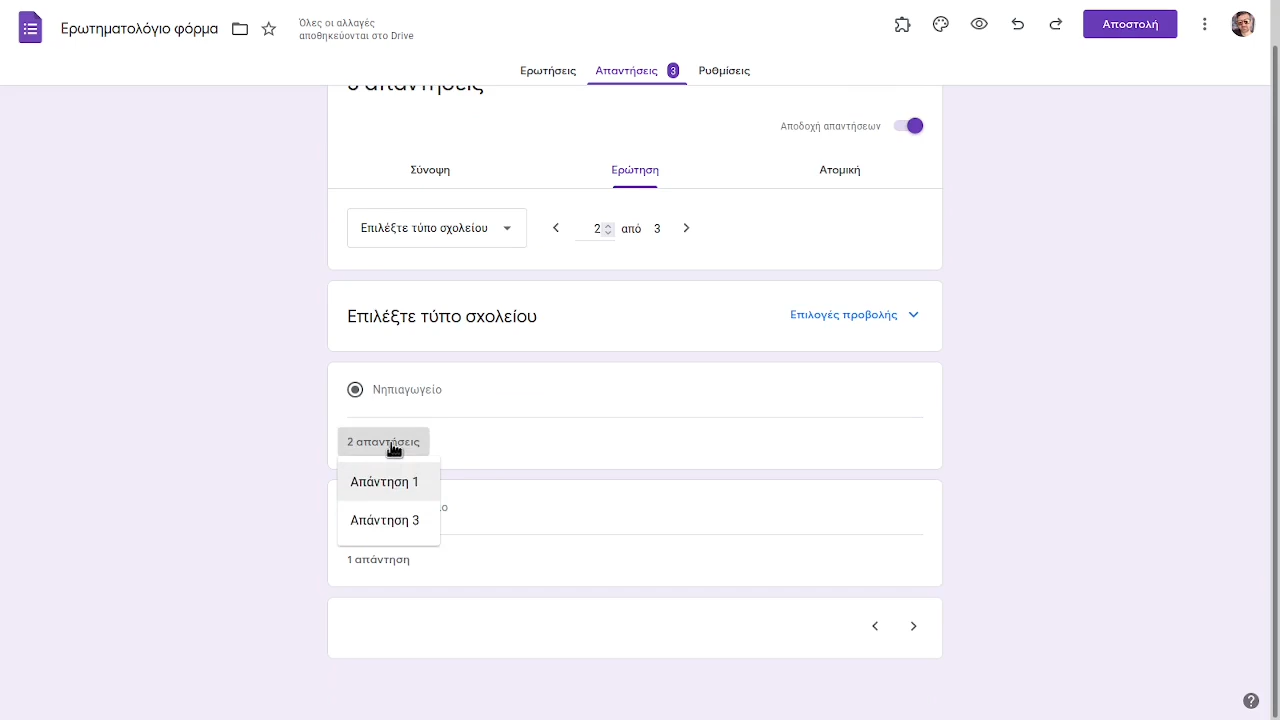 Ερωτηματολόγιο φόρμα
Όλες οι αλλαγές
αποθηκεύονται στο Drive
Αποστολή
Ερωτήσεις
Απαντήσεις 3
Ρυθμίσεις
3 απαντήσεις
Αποδοχή απαντήσεων
Σύνοψη
Ερώτηση
Ατομική
Επιλέξτε τύπο σχολείου
2 από 3
Επιλέξτε τύπο σχολείου
Επιλογές προβολής
Νηπιαγωγείο
2 απαντήσεις
Απάντηση 1
Απάντηση 3
1 απάντηση